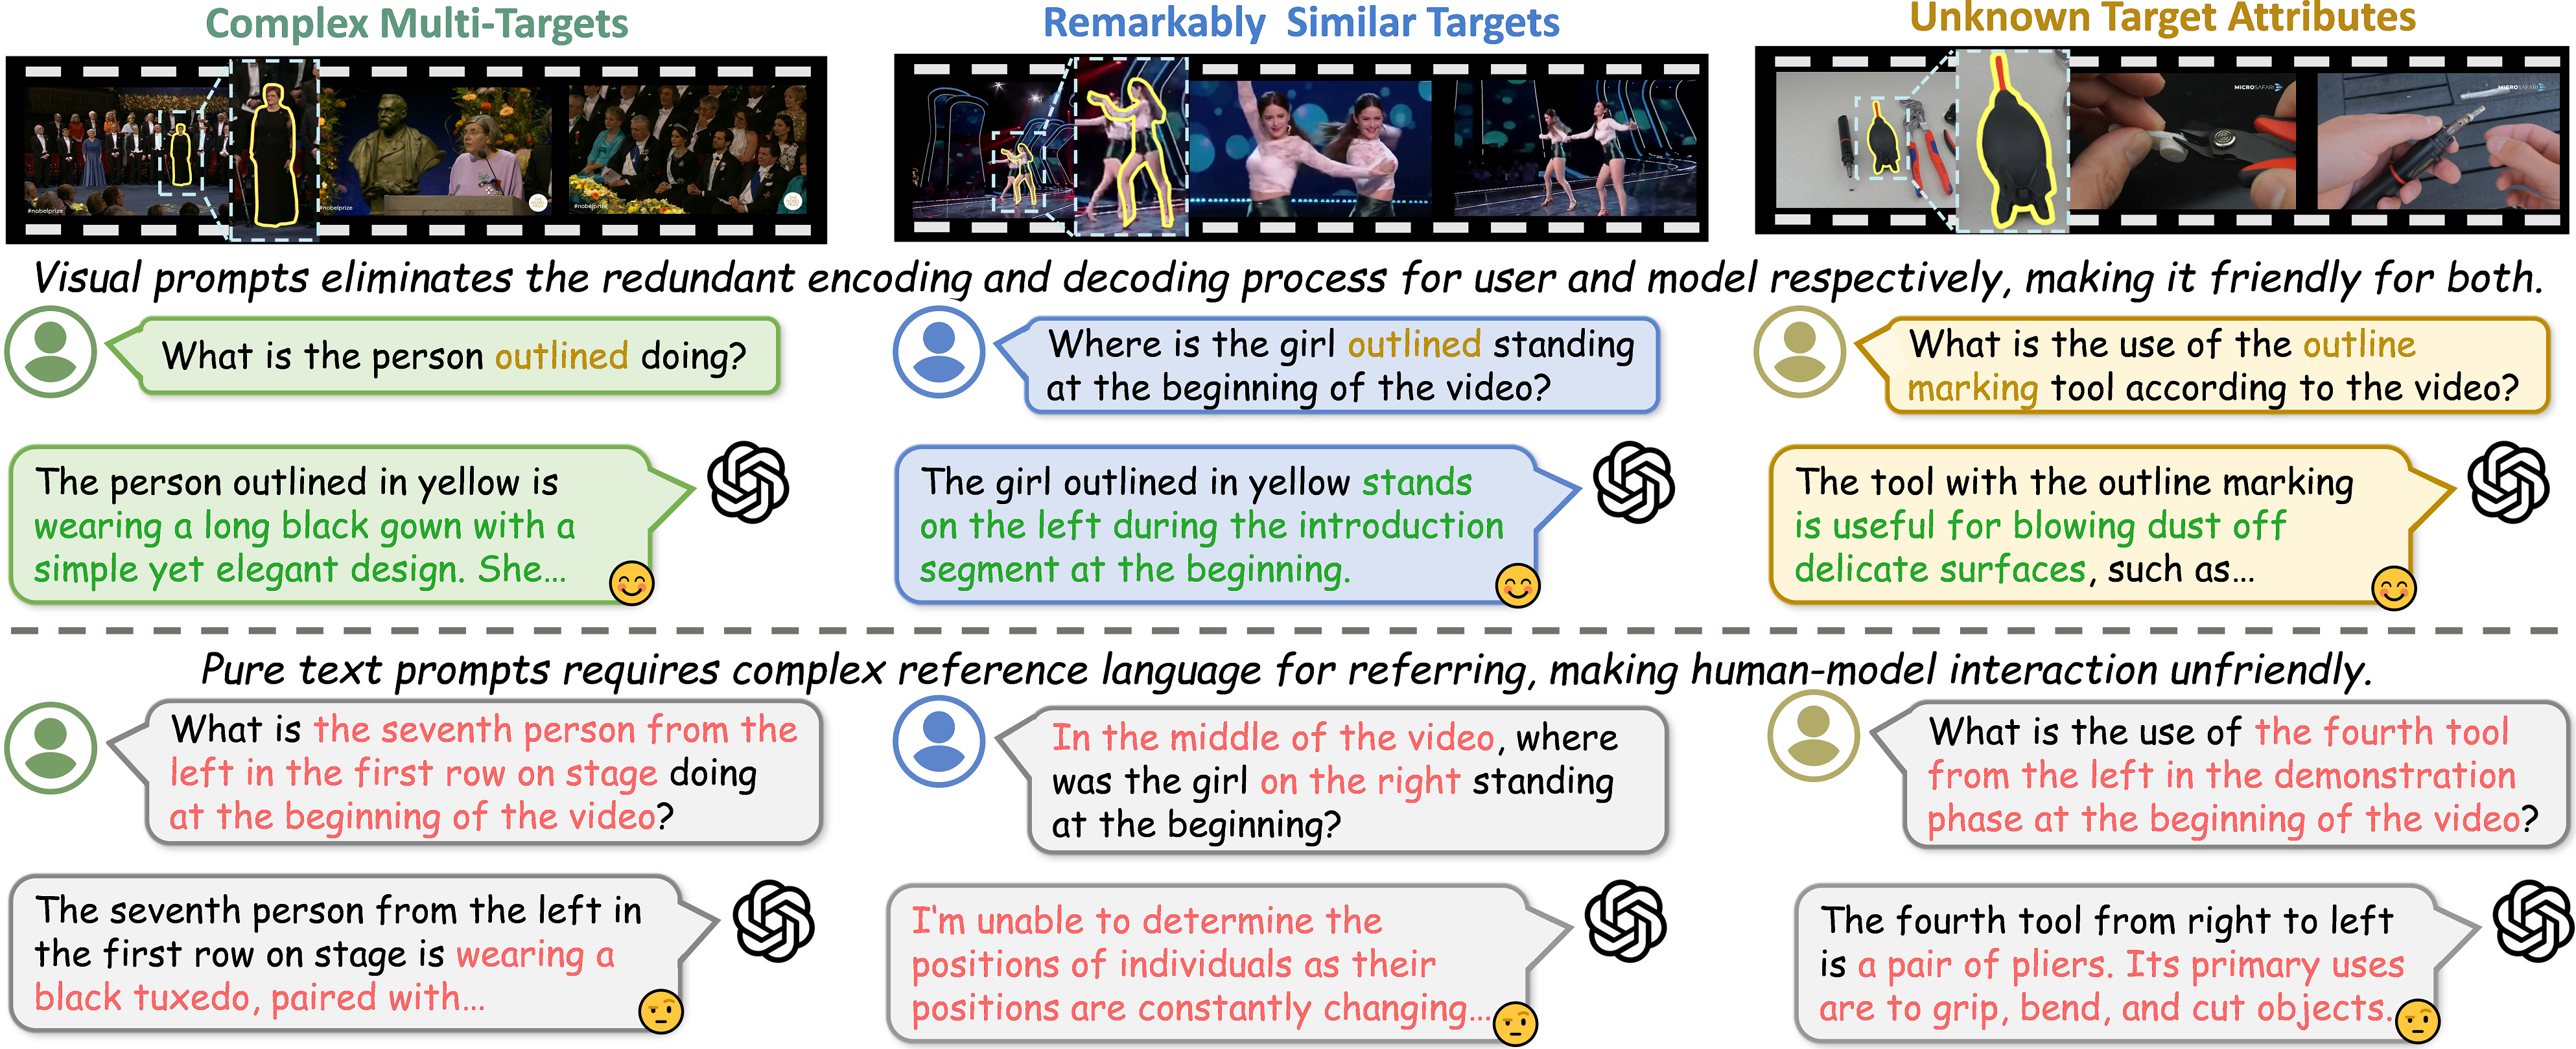 Complex Multi-Targets
Remarkably Similar Targets
Unknown Target Attributes
#nobelprize
#nobelprize
#nobelprize
MICROSAFARI
MICROSAFARI
Visual prompts eliminates the redundant encoding and decoding process for user and model respectively, making it friendly for both.
What is the person outlined doing?
The person outlined in yellow is
wearing a long black gown with a
simple yet elegant design. She...
Where is the girl outlined standing
at the beginning of the video?
The girl outlined in yellow stands
on the left during the introduction
segment at the beginning.
What is the use of the outline
marking tool according to the video?
The tool with the outline marking
is useful for blowing dust off
delicate surfaces, such as...
Pure text prompts requires complex reference language for referring, making human-model interaction unfriendly.
What is the seventh person from the
left in the first row on stage doing
at the beginning of the video?
The seventh person from the left in
the first row on stage is wearing a
black tuxedo, paired with...
In the middle of the video, where
was the girl on the right standing
at the beginning?
I'm unable to determine the
positions of individuals as their
positions are constantly changing...
What is the use of the fourth tool
from the left in the demonstration
phase at the beginning of the video?
The fourth tool from right to left
is a pair of pliers. Its primary uses
are to grip, bend, and cut objects.